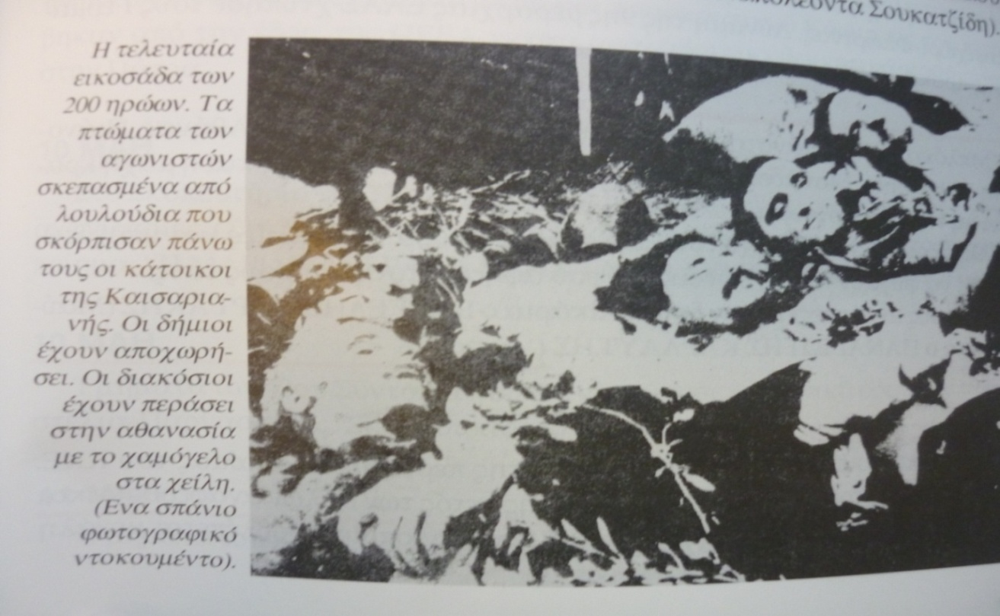 Σουκατζίδη).
Η τελευταία
εικοσάδα των
200 ηρώων. Τα
πτώματα των
αγωνιστών
σκεπασμένα από
λουλούδια που
σκόρπισαν πάνω
τους οι κάτοικοι
της Καισαρια-
νής. Οι δήμιοι
έχουν αποχωρή-
σει. Οι διακόσιοι
έχουν περάσει
στην αθανασία
με το χαμόγελο
στα χείλη.
(Ενα σπάνιο
φωτογραφικό
ντοκουμέντο).